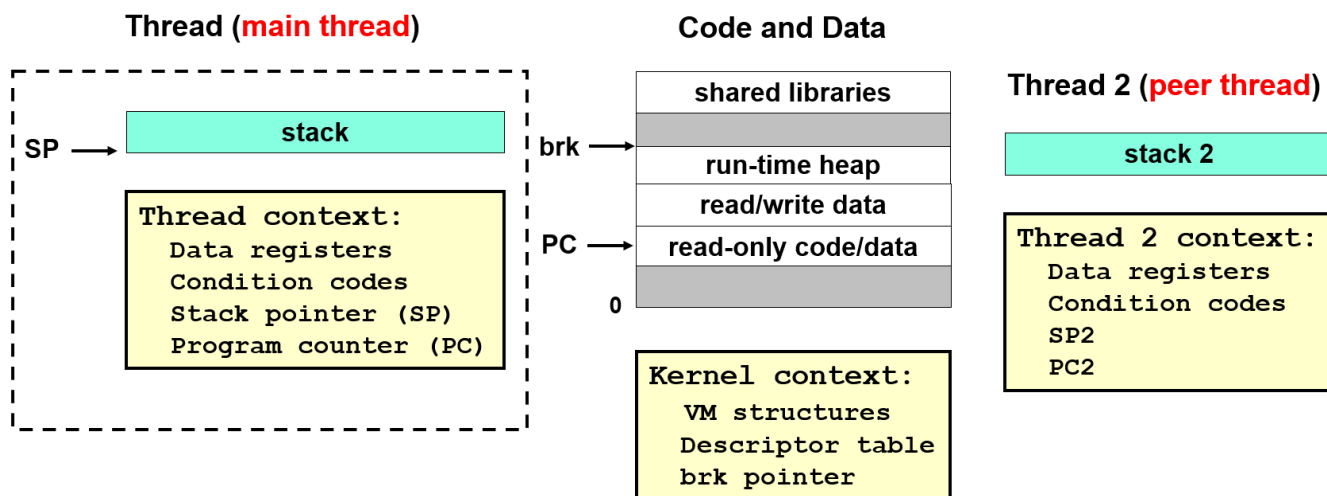 Thread (main thread)
SP
stack
Thread context:
Data registers
Condition codes
Stack pointer (SP)
Program counter (PC)
Code and Data
shared libraries
brk
run-time heap
read/write data
PC
read-only code/data
0
Kernel context:
VM structures
Descriptor table
brk pointer
Thread 2 (peer thread)
stack 2
Thread 2 context:
Data registers
Condition codes
SP2
PC2